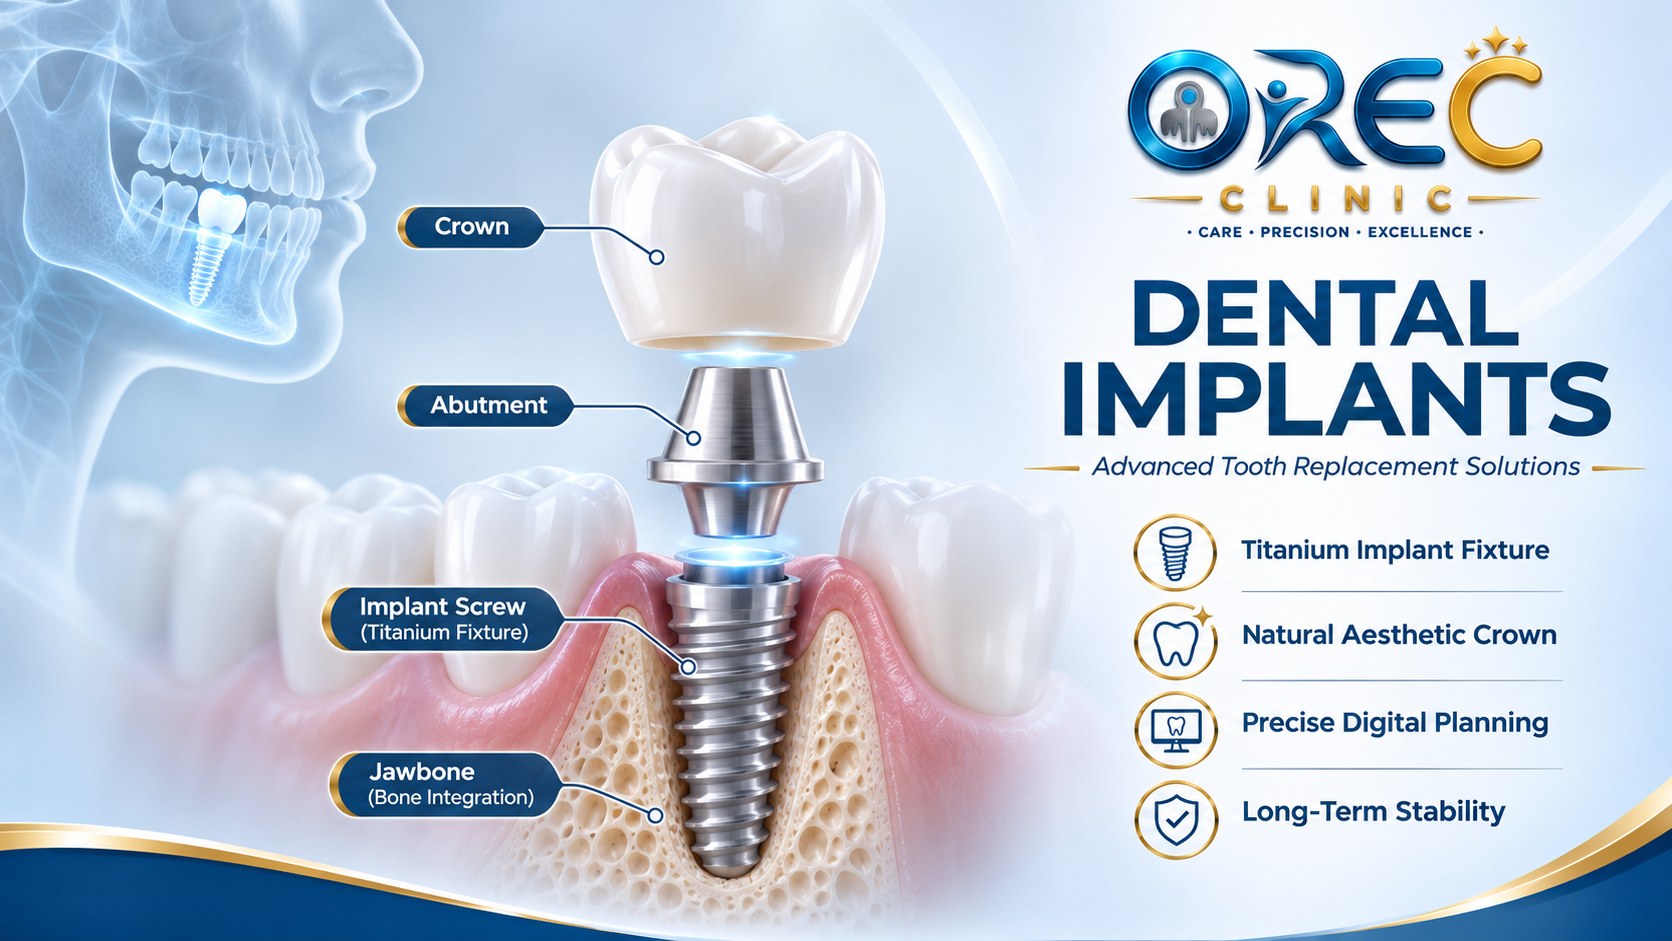 OREC
CLINIC
• CARE • PRECISION • EXCELLENCE •
DENTAL
IMPLANTS
Advanced Tooth Replacement Solutions
Titanium Implant Fixture
Natural Aesthetic Crown
Precise Digital Planning
Long-Term Stability
Crown
Abutment
Implant Screw
(Titanium Fixture)
Jawbone
(Bone Integration)